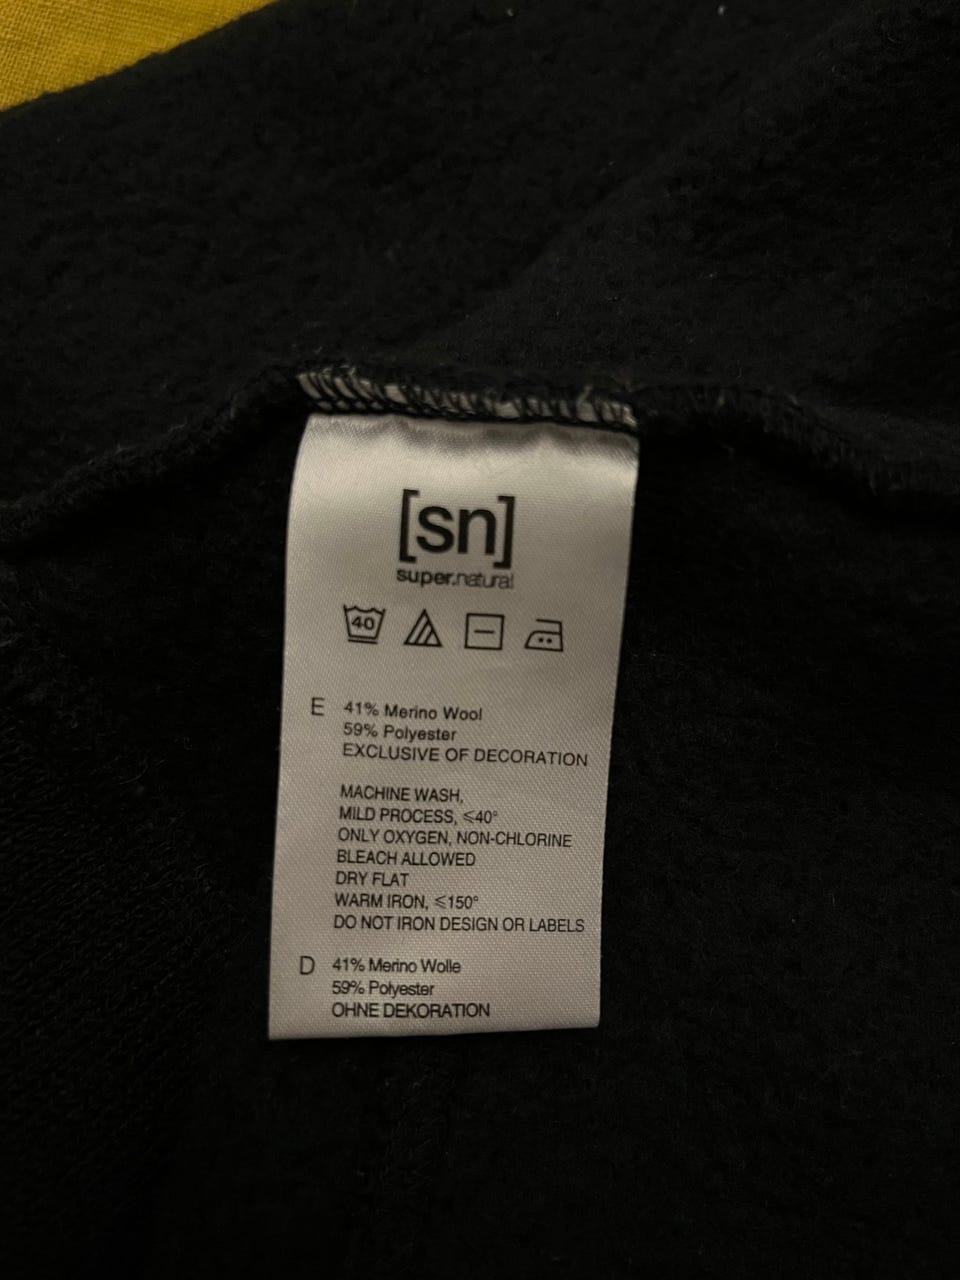 [sn]
super.natural
40
E 41% Merino Wool
59% Polyester
EXCLUSIVE OF DECORATION
MACHINE WASH,
MILD PROCESS, ⩽40°
ONLY OXYGEN, NON-CHLORINE
BLEACH ALLOWED
DRY FLAT
WARM IRON, ⩽150°
DO NOT IRON DESIGN OR LABELS
D 41% Merino Wolle
59% Polyester
OHNE DEKORATION